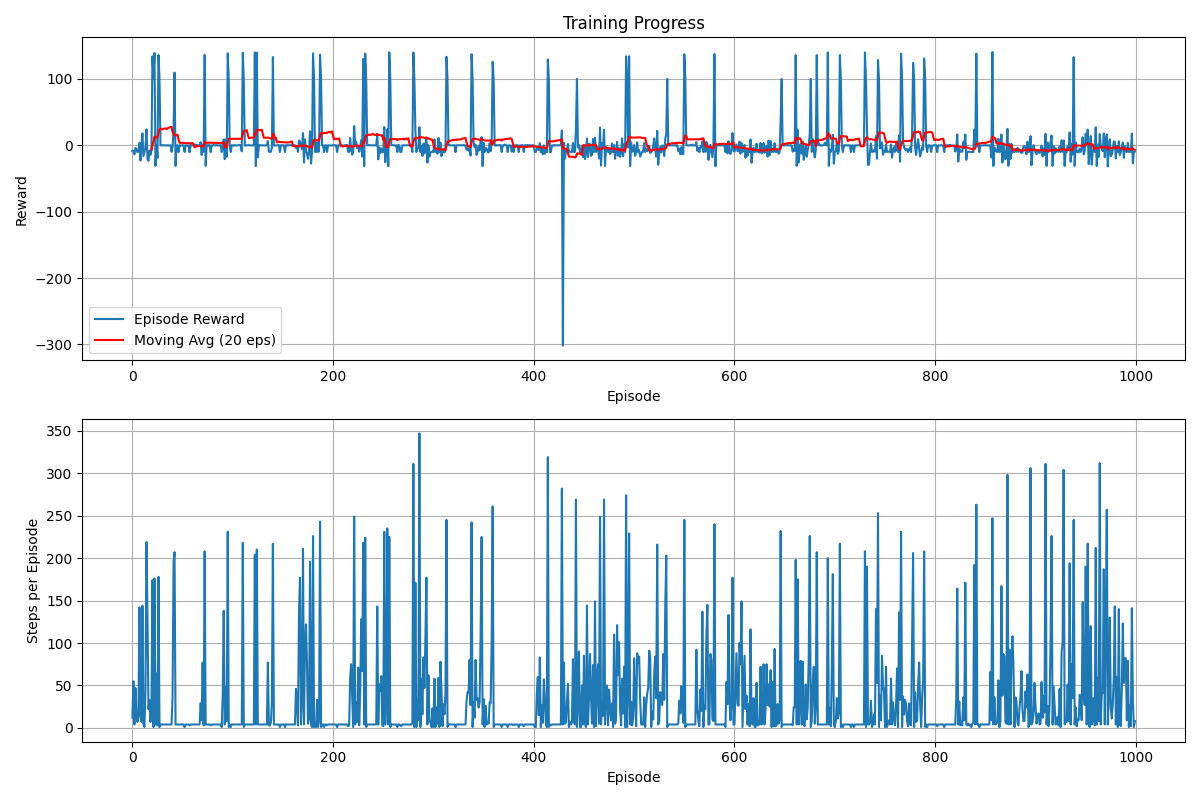 Training Progress
Reward
100
0
−100
−200
−300
Episode Reward
Moving Avg (20 eps)
0 200 400 600 800 1000
Episode
Steps per Episode
350
300
250
200
150
100
50
0
0 200 400 600 800 1000
Episode